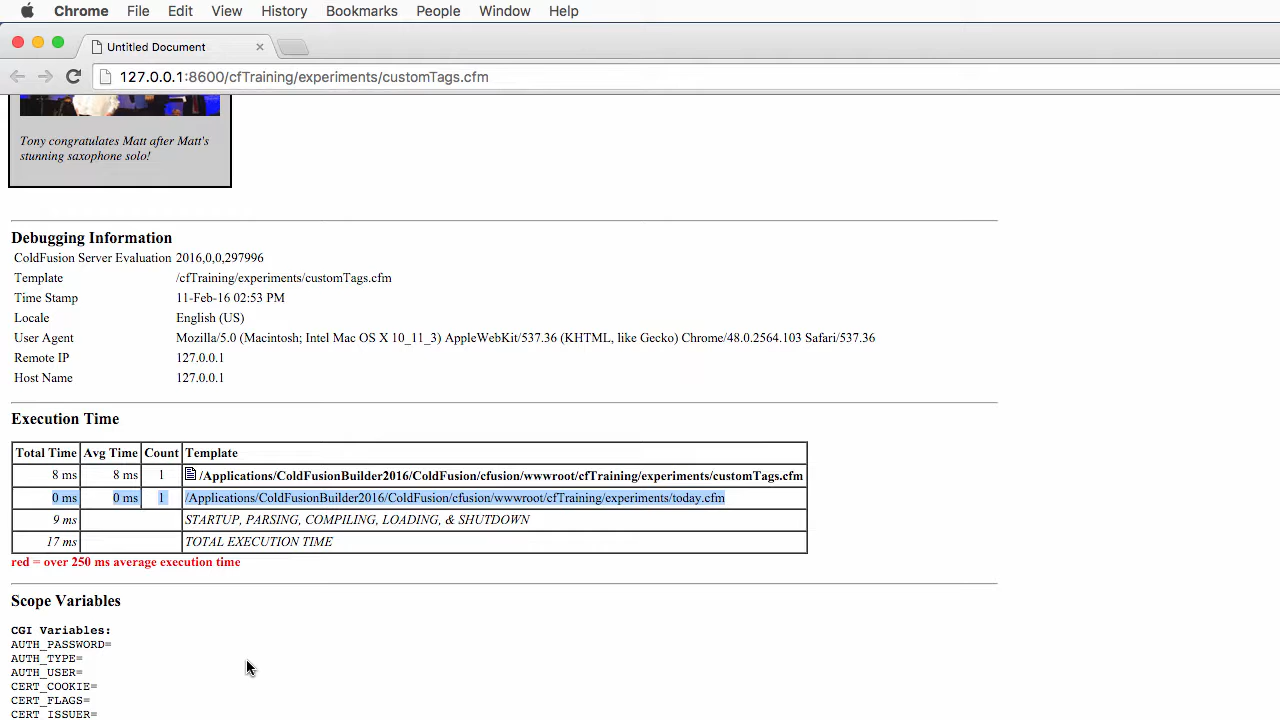 Chrome File Edit View History Bookmarks People Window Help
Untitled Document
127.0.0.1:8600/cfTraining/experiments/customTags.cfm
Tony congratulates Matt after Matt's
stunning saxophone solo!
Debugging Information
ColdFusion Server Evaluation 2016,0,0,297996
Template /cfTraining/experiments/customTags.cfm
Time Stamp 11-Feb-16 02:53 PM
Locale English (US)
User Agent Mozilla/5.0 (Macintosh; Intel Mac OS X 10_11_3) AppleWebKit/537.36 (KHTML, like Gecko) Chrome/48.0.2564.103 Safari/537.36
Remote IP 127.0.0.1
Host Name 127.0.0.1
Execution Time
Total Time Avg Time Count Template
8 ms 8 ms 1 /Applications/ColdFusionBuilder2016/ColdFusion/cfusion/wwwroot/cfTraining/experiments/customTags.cfm
0 ms 0 ms 1 /Applications/ColdFusionBuilder2016/ColdFusion/cfusion/wwwroot/cfTraining/experiments/today.cfm
9 ms STARTUP, PARSING, COMPILING, LOADING, & SHUTDOWN
17 ms TOTAL EXECUTION TIME
red = over 250 ms average execution time
Scope Variables
CGI Variables:
AUTH_PASSWORD=
AUTH_TYPE=
AUTH_USER=
CERT_COOKIE=
CERT_FLAGS=
CERT_ISSUER=